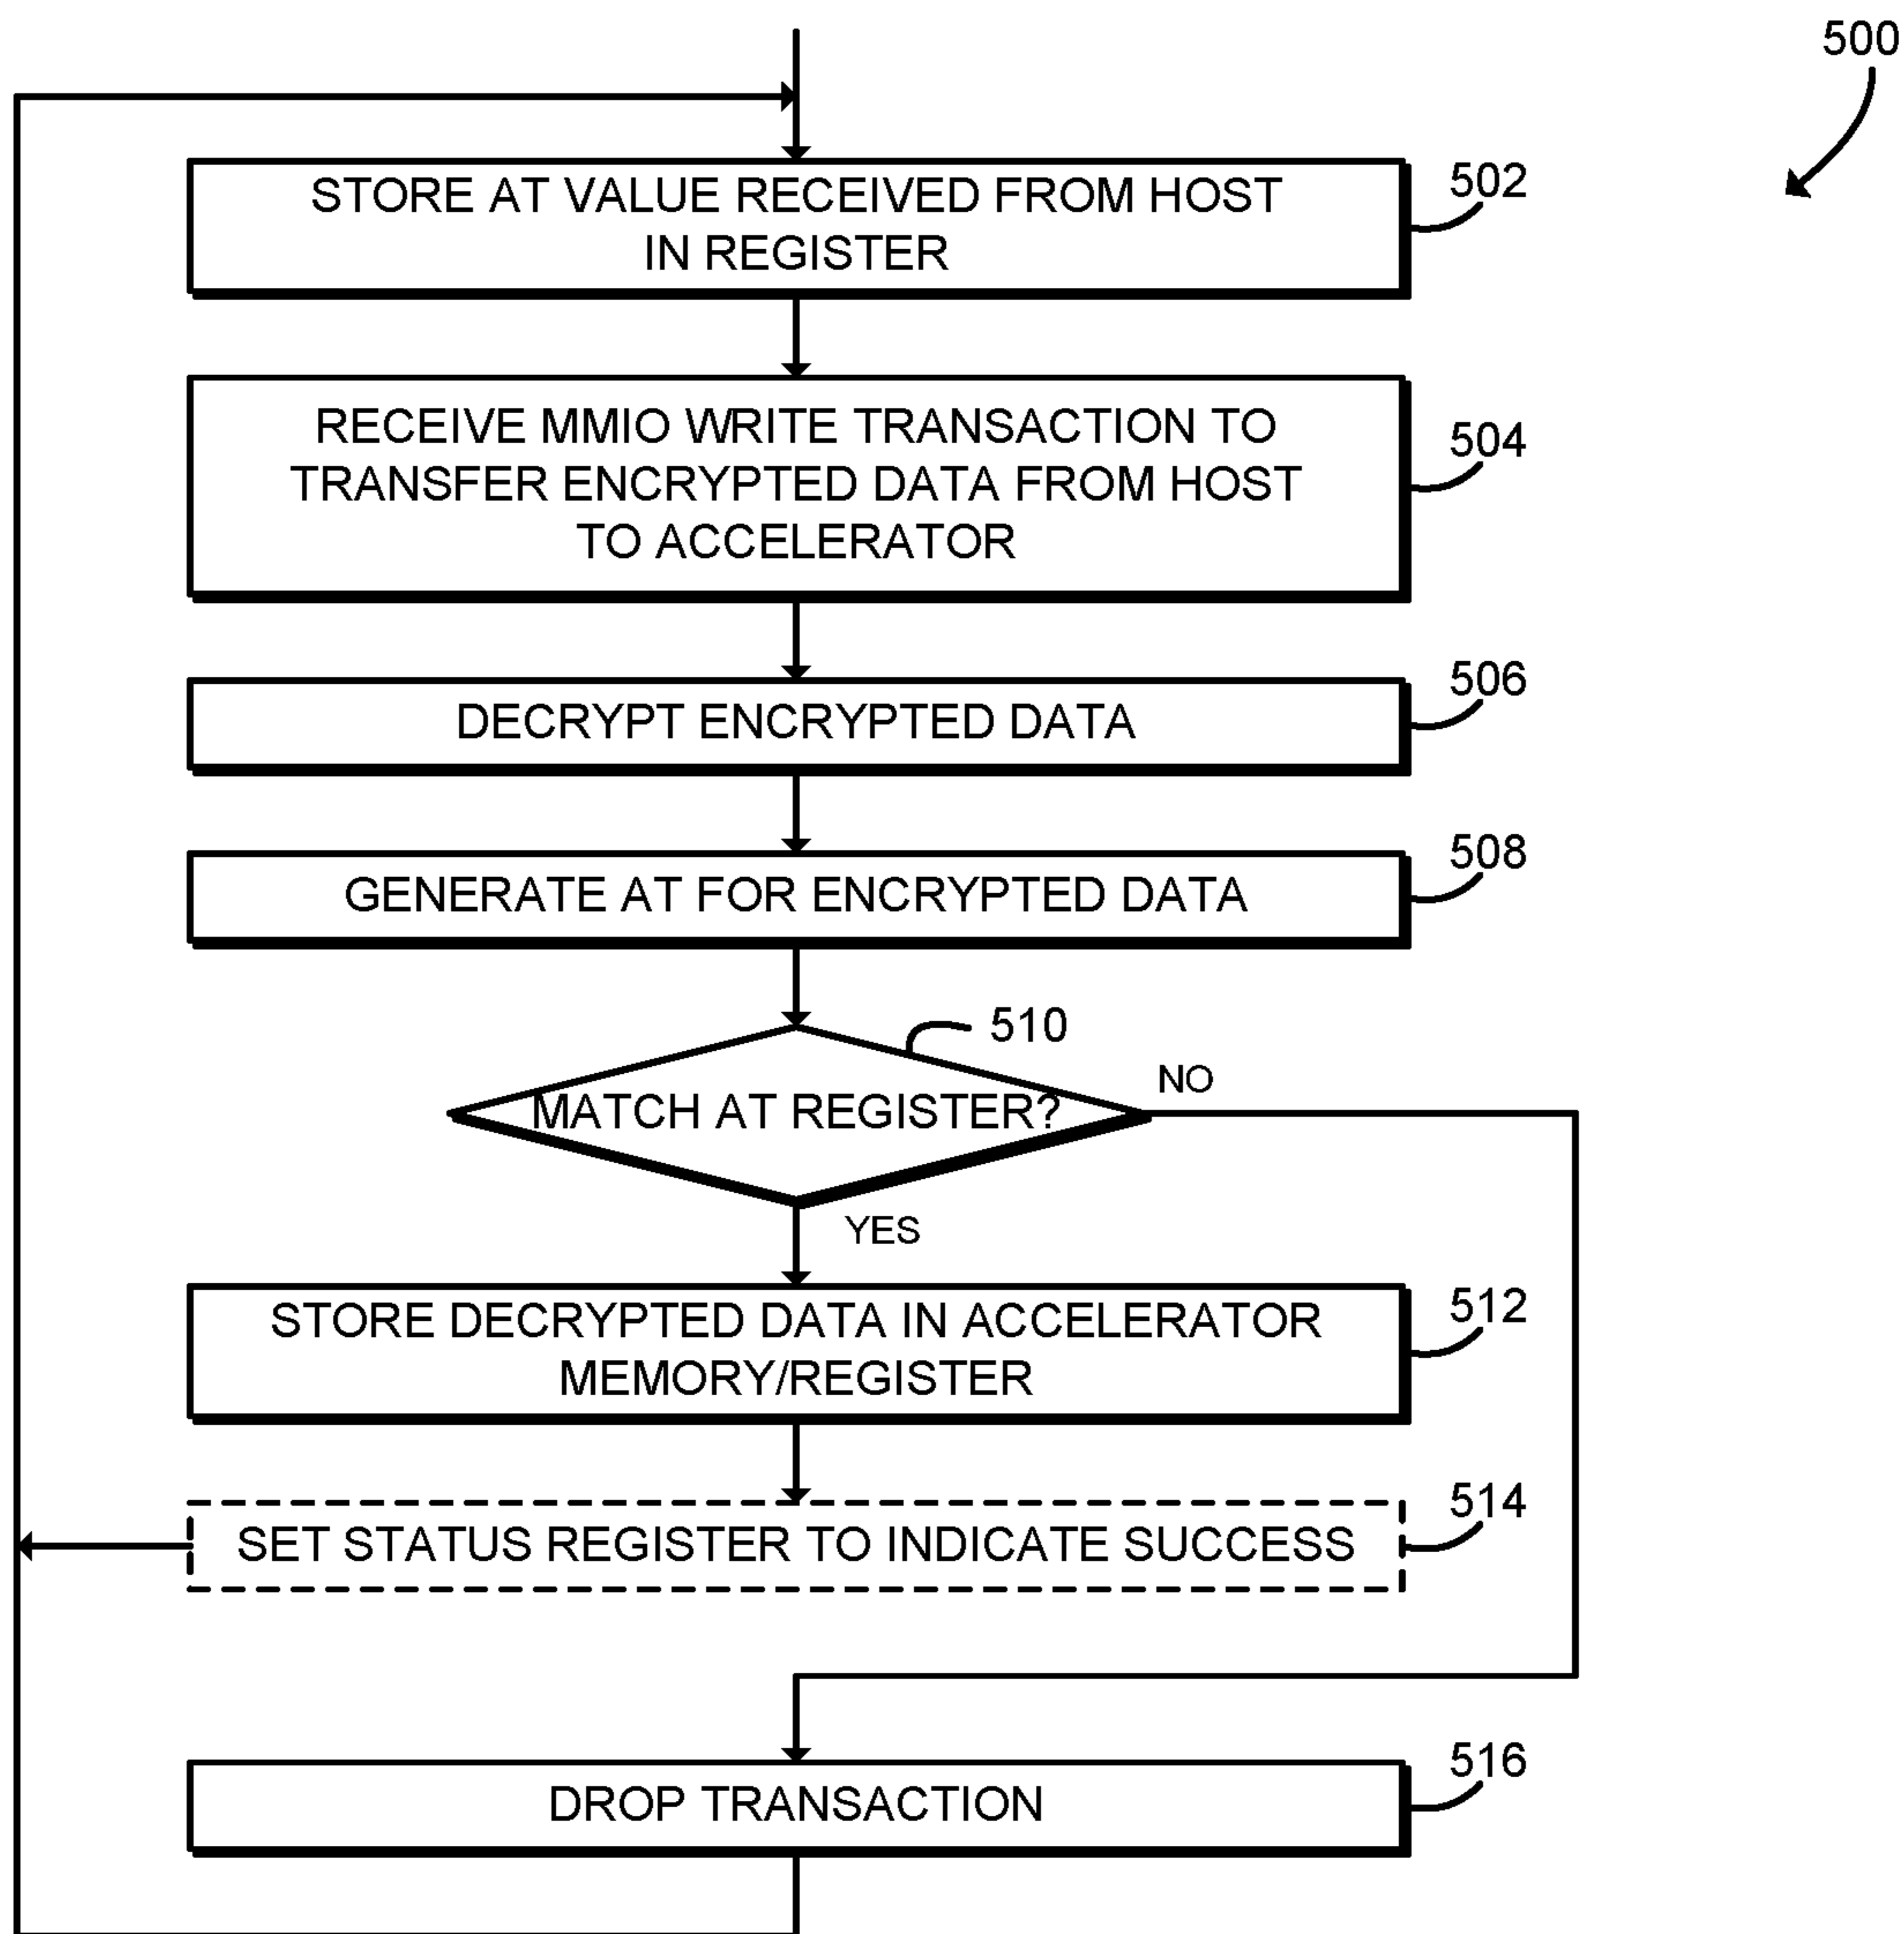 500
STORE AT VALUE RECEIVED FROM HOST
IN REGISTER
502
RECEIVE MMIO WRITE TRANSACTION TO
TRANSFER ENCRYPTED DATA FROM HOST
TO ACCELERATOR
504
DECRYPT ENCRYPTED DATA
506
GENERATE AT FOR ENCRYPTED DATA
508
510
MATCH AT REGISTER?
NO
YES
STORE DECRYPTED DATA IN ACCELERATOR
MEMORY/REGISTER
512
SET STATUS REGISTER TO INDICATE SUCCESS
514
DROP TRANSACTION
516